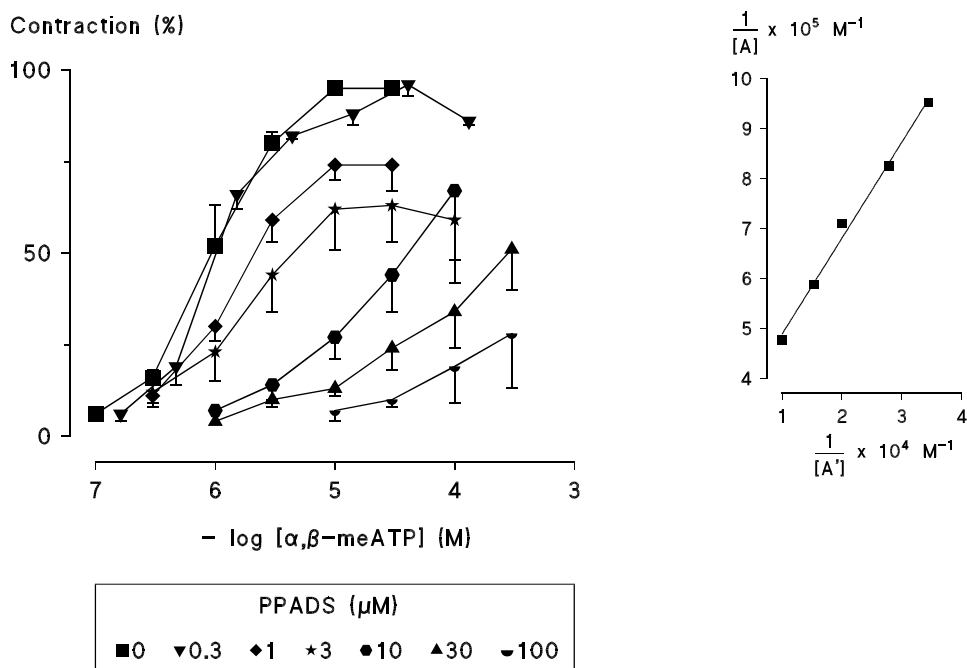 Contraction (%)
100
50
0
7 6 5 4 3
− log [α,β−meATP] (M)
PPADS (μM)
0 0.3 1 3 10 30 100
1/[A] x 10⁵ M⁻¹
10
9
8
7
6
5
4
1 2 3 4
1/[A'] x 10⁴ M⁻¹